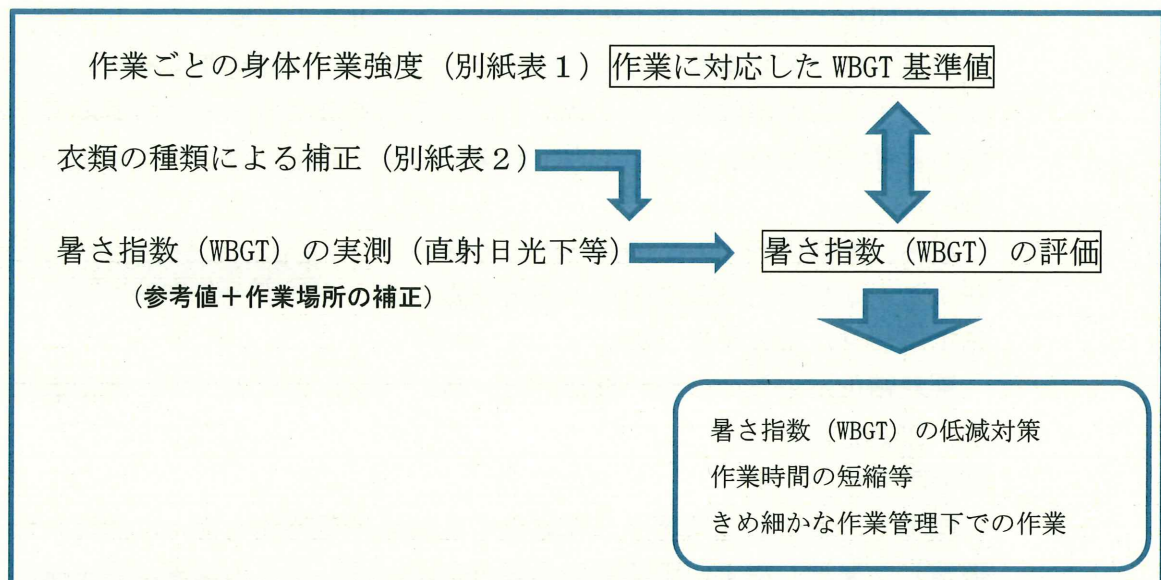 作業ごとの身体作業強度（別紙表１）作業に対応した WBGT 基準値
衣類の種類による補正（別紙表２）
暑さ指数（WBGT）の実測（直射日光下等）
暑さ指数（WBGT）の評価
（参考値＋作業場所の補正）
暑さ指数（WBGT）の低減対策
作業時間の短縮等
きめ細かな作業管理下での作業